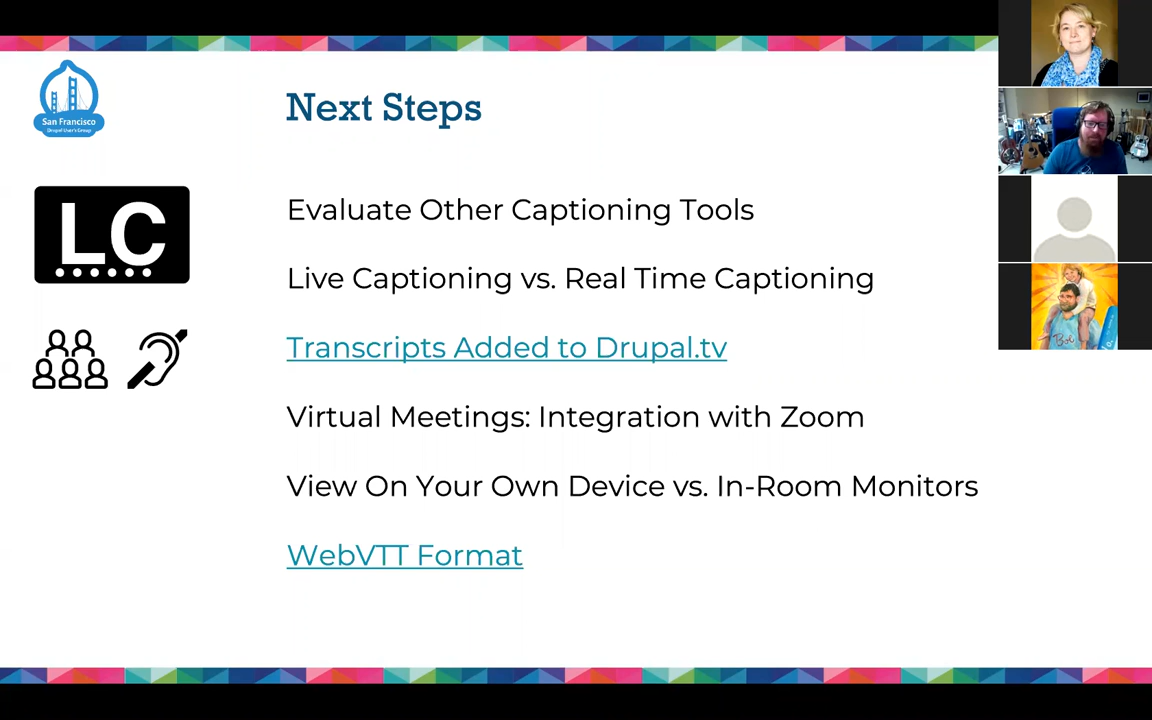 San Francisco
Drupal User's Group
Next Steps
LC
Evaluate Other Captioning Tools
Live Captioning vs. Real Time Captioning
Transcripts Added to Drupal.tv
Virtual Meetings: Integration with Zoom
View On Your Own Device vs. In-Room Monitors
WebVTT Format